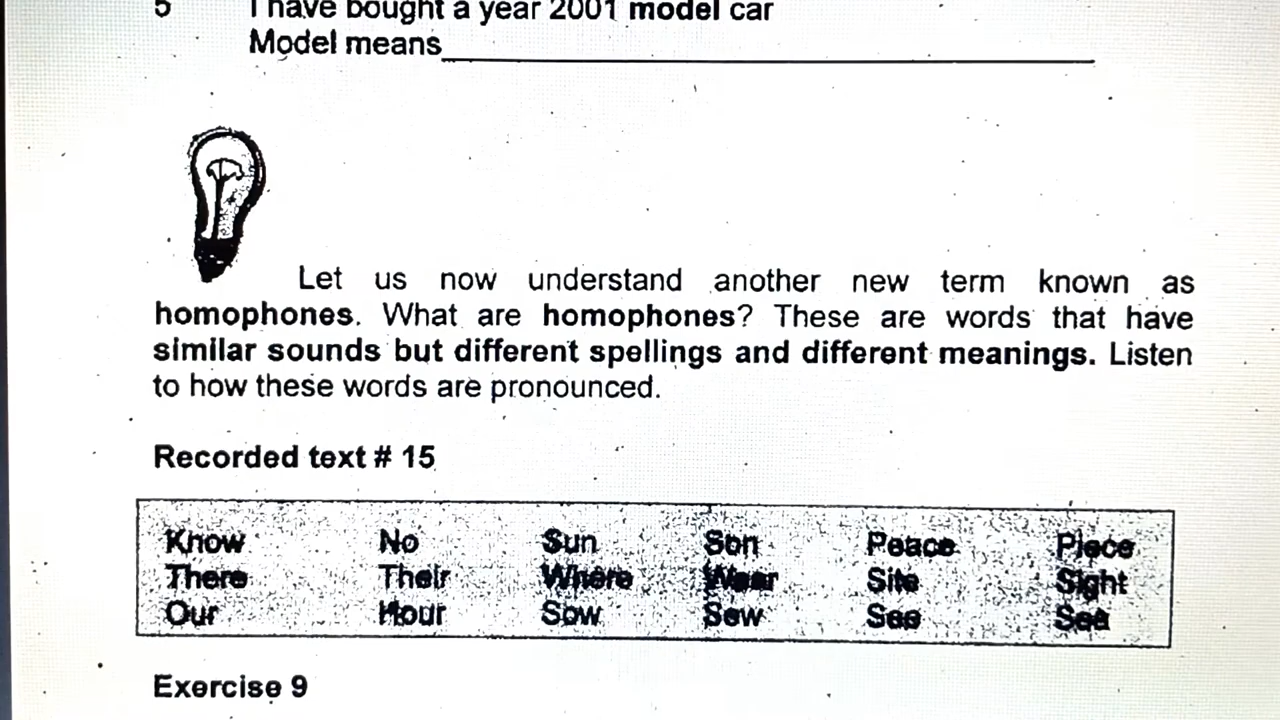 5 I have bought a year 2001 model car
Model means
Let us now understand another new term known as
homophones. What are homophones? These are words that have
similar sounds but different spellings and different meanings. Listen
to how these words are pronounced.
Recorded text # 15
Know No Sun Son Peace Piece
There Their Where Wear Site Sight
Our Hour Sow Sew See Sea
Exercise 9